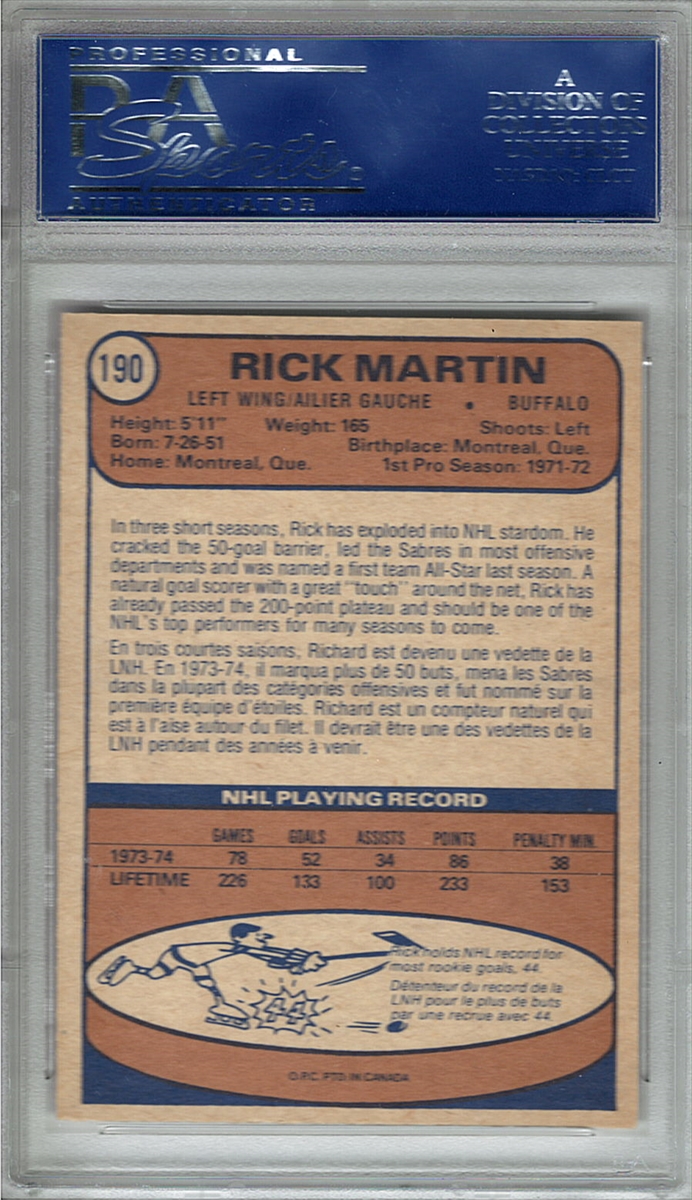 PROFESSIONAL
PSA
Sports
AUTHENTICATOR
A
DIVISION OF
COLLECTORS
UNIVERSE
NASDAQ: CLCT
190
RICK MARTIN
LEFT WING/AILIER GAUCHE • BUFFALO
Height: 5'11" Weight: 165 Shoots: Left
Born: 7-26-51 Birthplace: Montreal, Que.
Home: Montreal, Que. 1st Pro Season: 1971-72
In three short seasons, Rick has exploded into NHL stardom. He
cracked the 50-goal barrier, led the Sabres in most offensive
departments and was named a first team All-Star last season. A
natural goal scorer with a great "touch" around the net, Rick has
already passed the 200-point plateau and should be one of the
NHL's top performers for many seasons to come.
En trois courtes saisons, Richard est devenu une vedette de la
LNH. En 1973-74, il marqua plus de 50 buts, mena les Sabres
dans la plupart des catégories offensives et fut nommé sur la
première équipe d'étoiles. Richard est un compteur naturel qui
est à l'aise autour du filet. Il devrait être une des vedettes de la
LNH pendant des années à venir.
NHL PLAYING RECORD
GAMES GOALS ASSISTS POINTS PENALTY MIN.
1973-74 78 52 34 86 38
LIFETIME 226 133 100 233 153
Rick holds NHL record for
most rookie goals, 44.
Détenteur du record de la
LNH pour le plus de buts
par une recrue avec 44.
44
O.P.C. PTD. IN CANADA
PSA